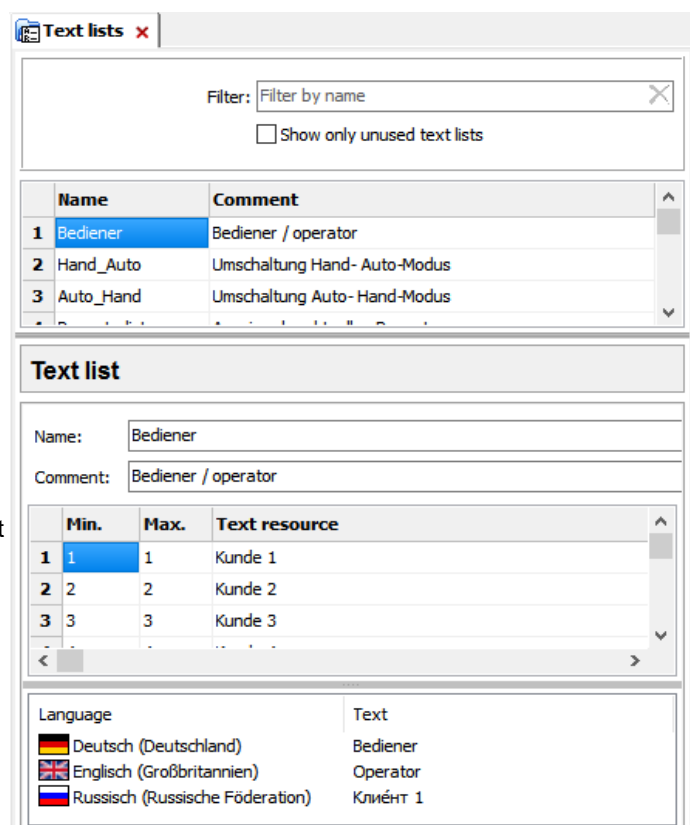 Text lists
Filter: Filter by name
Show only unused text lists
Name Comment
1 Bediener Bediener / operator
2 Hand_Auto Umschaltung Hand- Auto-Modus
3 Auto_Hand Umschaltung Auto- Hand-Modus
Text list
Name: Bediener
Comment: Bediener / operator
t
Min. Max. Text resource
1 1 1 Kunde 1
2 2 2 Kunde 2
3 3 3 Kunde 3
Language Text
Deutsch (Deutschland) Bediener
Englisch (Großbritannien) Operator
Russisch (Russische Föderation) Клие́нт 1